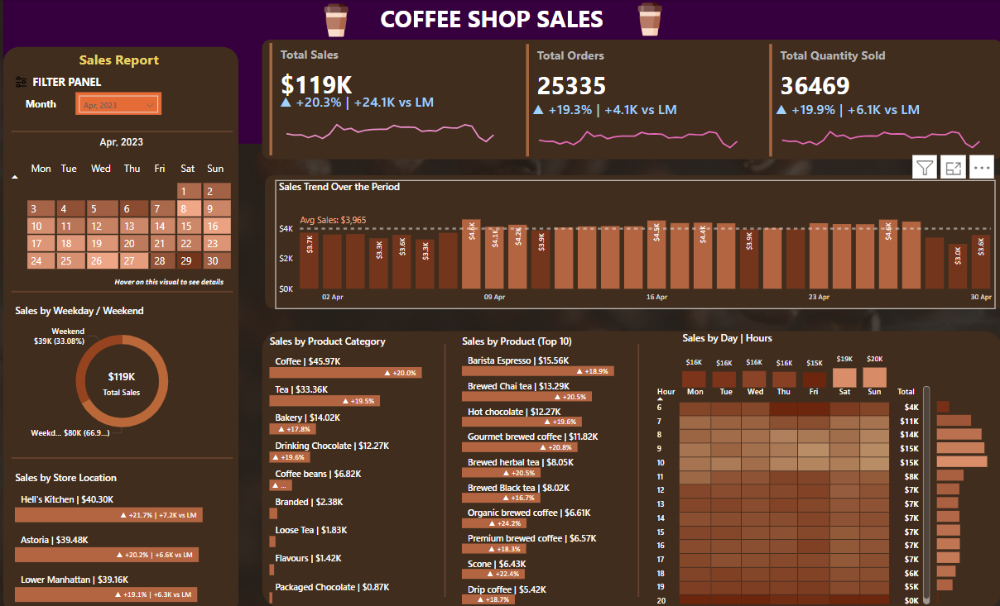 COFFEE SHOP SALES
Sales Report
FILTER PANEL
Month
Apr, 2023
Apr, 2023
Mon Tue Wed Thu Fri Sat Sun
1 2
3 4 5 6 7 8 9
10 11 12 13 14 15 16
17 18 19 20 21 22 23
24 25 26 27 28 29 30
Hover on this visual to see details
Sales by Weekday / Weekend
Weekend
$39K (33.08%)
$119K
Total Sales
Weekd... $80K (66.9...)
Sales by Store Location
Hell's Kitchen | $40.30K
▲ +21.7% | +7.2K vs LM
Astoria | $39.48K
▲ +20.2% | +6.6K vs LM
Lower Manhattan | $39.16K
▲ +19.1% | +6.3K vs LM
Total Sales
$119K
▲ +20.3% | +24.1K vs LM
Total Orders
25335
▲ +19.3% | +4.1K vs LM
Total Quantity Sold
36469
▲ +19.9% | +6.1K vs LM
Sales Trend Over the Period
Avg Sales: $3,965
$4K
$2K
$0K
$3.7K $3.3K $3.6K $3.3K $4.6K $4.1K $4.2K $3.9K $4.5K $4.4K $3.9K $4.6K $3.0K $3.6K
02 Apr 09 Apr 16 Apr 23 Apr 30 Apr
Sales by Product Category
Coffee | $45.97K
▲ +20.0%
Tea | $33.36K
▲ +19.5%
Bakery | $14.02K
▲ +17.8%
Drinking Chocolate | $12.27K
▲ +19.6%
Coffee beans | $6.82K
▲ ...
Branded | $2.38K
Loose Tea | $1.83K
Flavours | $1.42K
Packaged Chocolate | $0.87K
Sales by Product (Top 10)
Barista Espresso | $15.56K
▲ +18.9%
Brewed Chai tea | $13.29K
▲ +20.5%
Hot chocolate | $12.27K
▲ +19.6%
Gourmet brewed coffee | $11.82K
▲ +20.8%
Brewed herbal tea | $8.05K
▲ +20.5%
Brewed Black tea | $8.02K
▲ +16.7%
Organic brewed coffee | $6.61K
▲ +24.2%
Premium brewed coffee | $6.57K
▲ +18.3%
Scone | $6.43K
▲ +22.4%
Drip coffee | $5.42K
▲ +18.7%
Sales by Day | Hours
$16K $16K $16K $16K $15K $19K $20K
Hour Mon Tue Wed Thu Fri Sat Sun Total
6 $4K
7 $11K
8 $14K
9 $15K
10 $15K
11 $8K
12 $7K
13 $7K
14 $7K
15 $7K
16 $7K
17 $7K
18 $6K
19 $5K
20 $0K